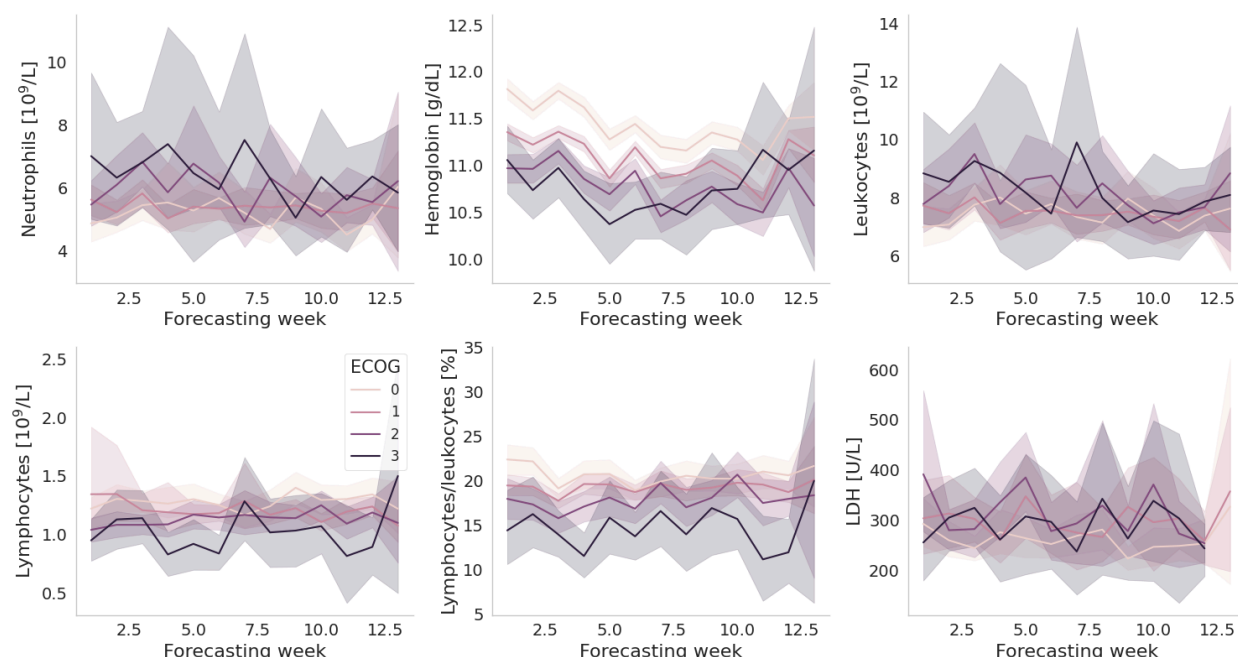 Neutrophils [10⁹/L]
10
8
6
4
2.5 5.0 7.5 10.0 12.5
Forecasting week
Hemoglobin [g/dL]
12.5
12.0
11.5
11.0
10.5
10.0
2.5 5.0 7.5 10.0 12.5
Forecasting week
Leukocytes [10⁹/L]
14
12
10
8
6
2.5 5.0 7.5 10.0 12.5
Forecasting week
Lymphocytes [10⁹/L]
2.5
2.0
1.5
1.0
0.5
ECOG
0
1
2
3
2.5 5.0 7.5 10.0 12.5
Forecasting week
Lymphocytes/leukocytes [%]
35
30
25
20
15
10
5
2.5 5.0 7.5 10.0 12.5
Forecasting week
LDH [U/L]
600
500
400
300
200
2.5 5.0 7.5 10.0 12.5
Forecasting week